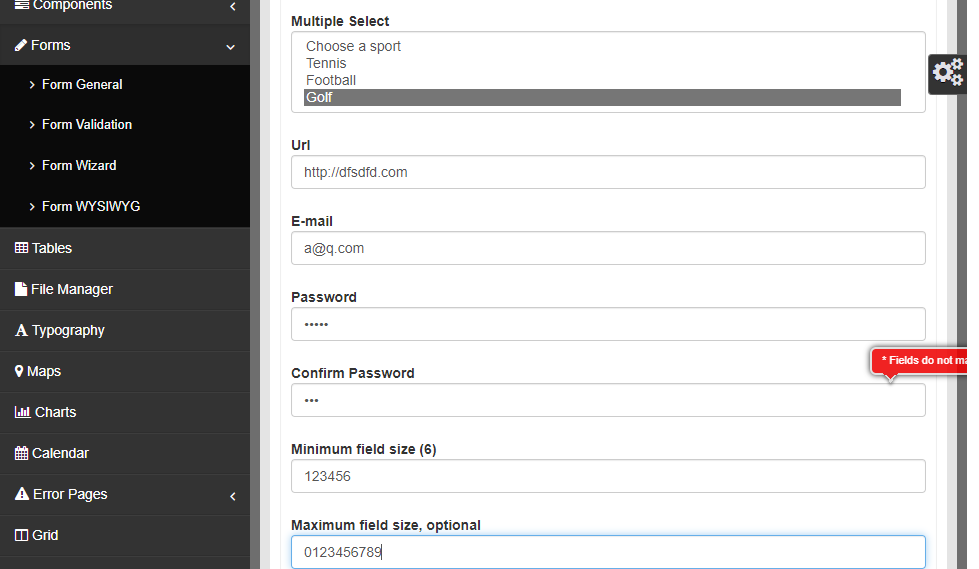 Components
Forms
Form General
Form Validation
Form Wizard
Form WYSIWYG
Tables
File Manager
Typography
Maps
Charts
Calendar
Error Pages
Grid
Multiple Select
Choose a sport
Tennis
Football
Golf
Url
http://dfsdfd.com
E-mail
a@q.com
Password
•••••
* Fields do not ma
Confirm Password
•••
Minimum field size (6)
123456
Maximum field size, optional
0123456789